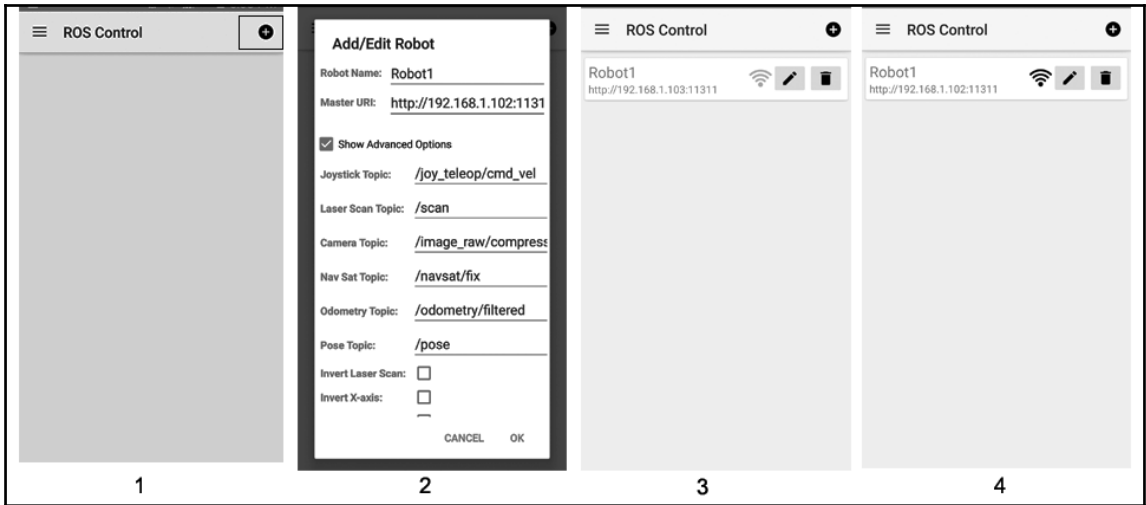 ROS Control
Add/Edit Robot
Robot Name: Robot1
Master URI: http://192.168.1.102:1131
Show Advanced Options
Joystick Topic: /joy_teleop/cmd_vel
Laser Scan Topic: /scan
Camera Topic: /image_raw/compress
Nav Sat Topic: /navsat/fix
Odometry Topic: /odometry/filtered
Pose Topic: /pose
Invert Laser Scan:
Invert X-axis:
CANCEL OK
ROS Control
Robot1
http://192.168.1.103:11311
ROS Control
Robot1
http://192.168.1.102:11311
1 2 3 4